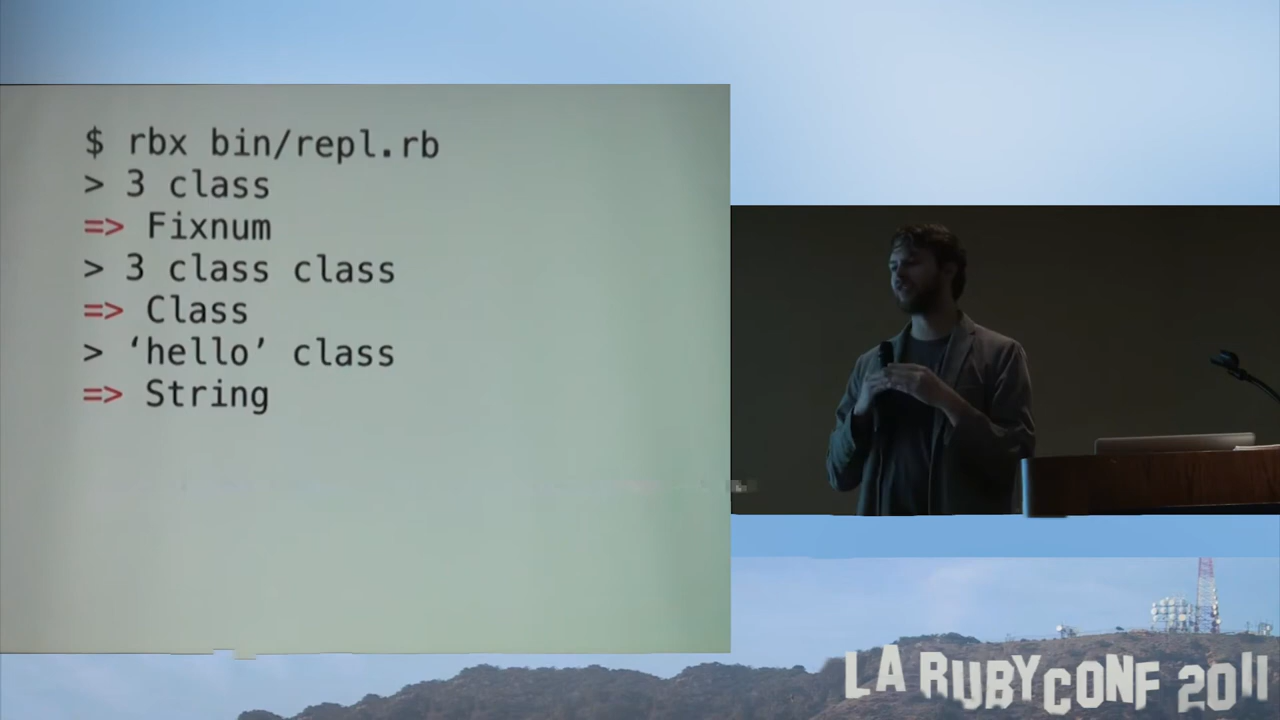 $ rbx bin/repl.rb
> 3 class
=> Fixnum
> 3 class class
=> Class
> ‘hello’ class
=> String
LA RUBYCONF 2011